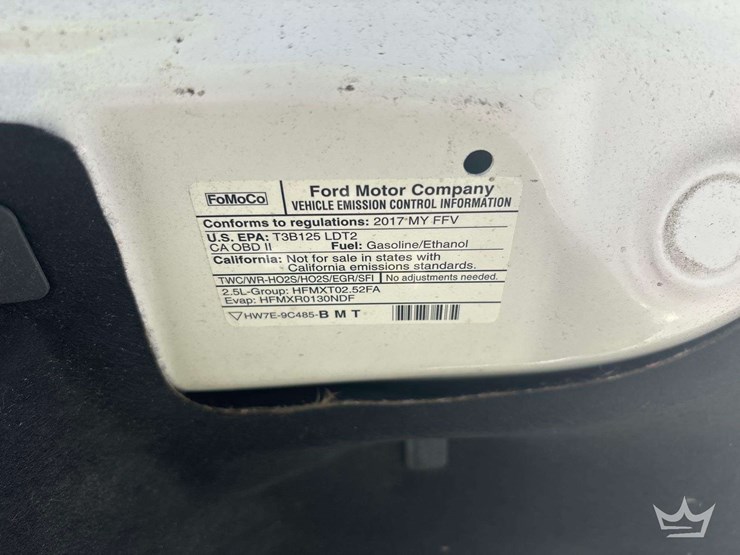 FoMoCo
Ford Motor Company
VEHICLE EMISSION CONTROL INFORMATION
Conforms to regulations: 2017 MY FFV
U.S. EPA: T3B125 LDT2
CA OBD II Fuel: Gasoline/Ethanol
California: Not for sale in states with
California emissions standards.
TWC/WR-HO2S/HO2S/EGR/SFI No adjustments needed.
2.5L-Group: HFMXT02.52FA
Evap: HFMXR0130NDF
HW7E-9C485-BMT